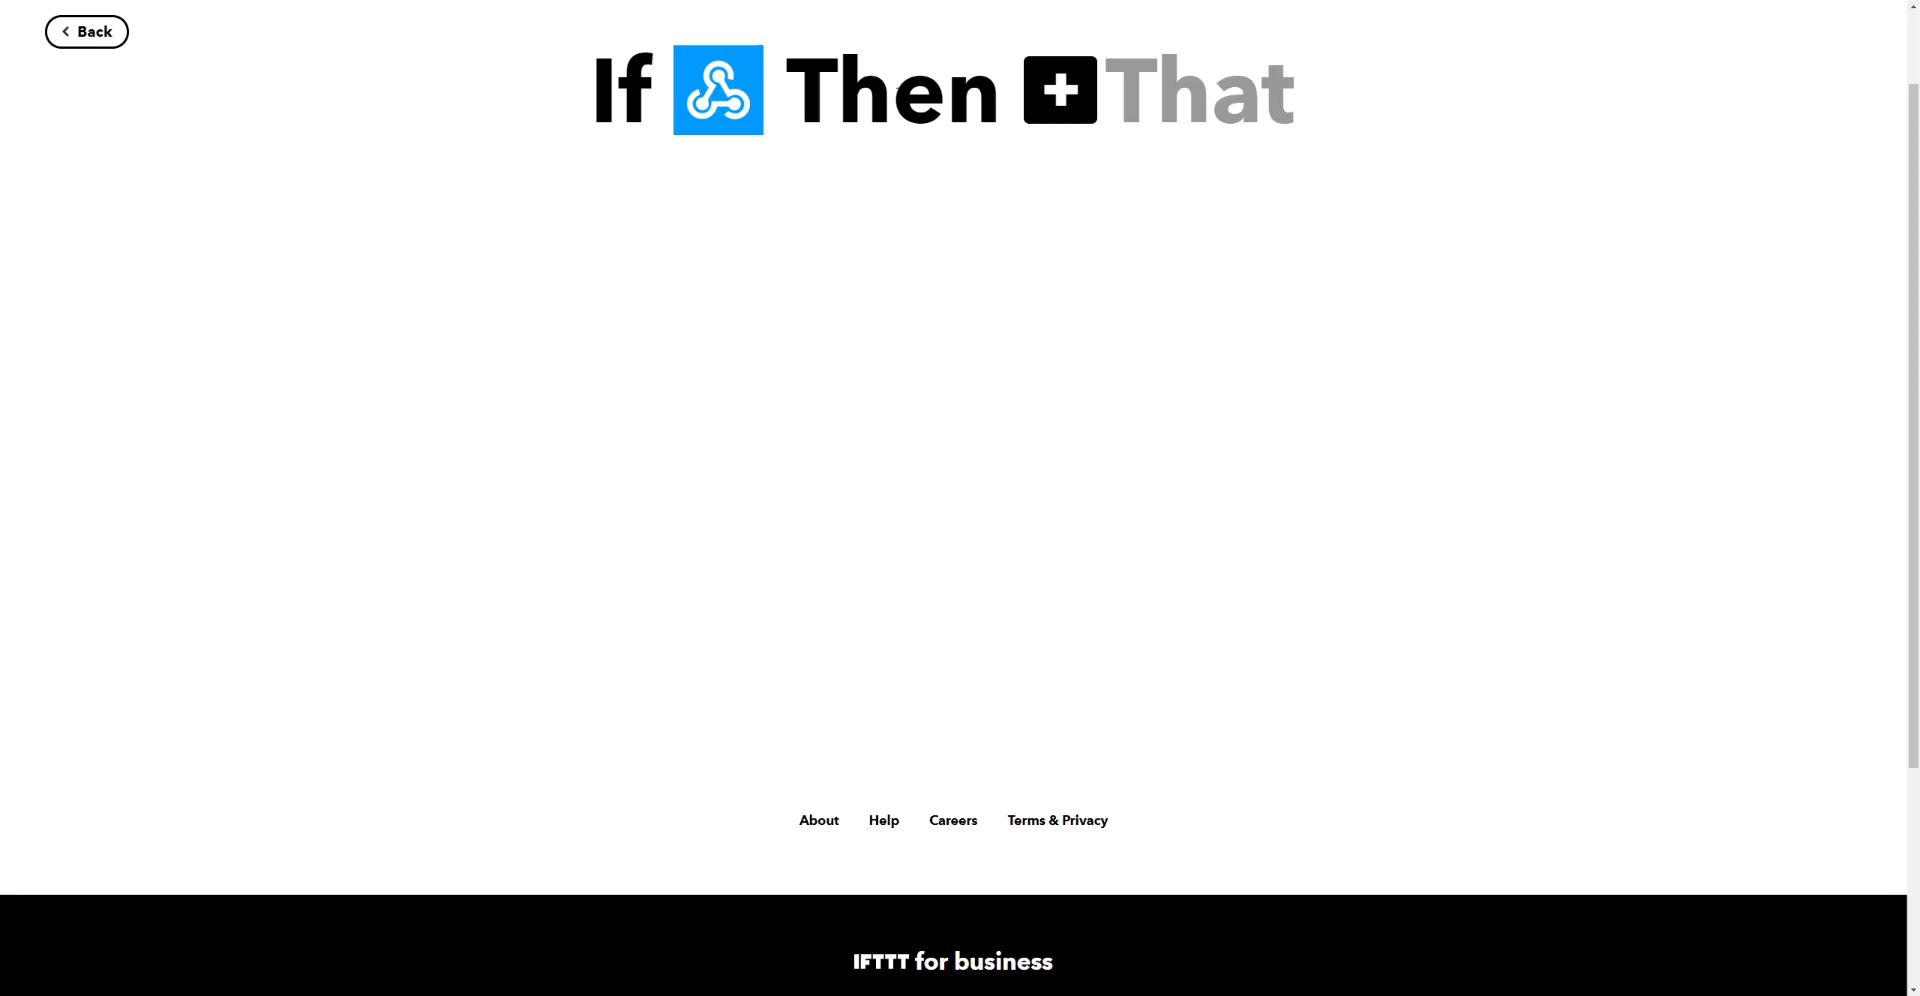 Back
If Then That
About Help Careers Terms & Privacy
IFTTT for business